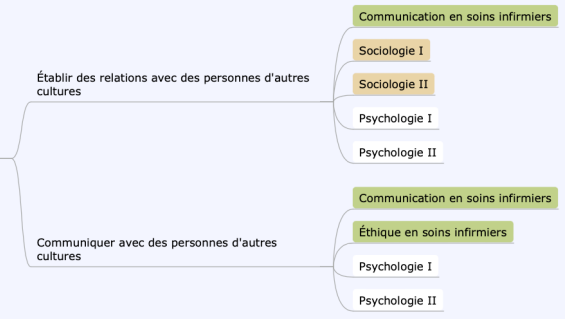 Établir des relations avec des personnes d'autres
cultures
Communication en soins infirmiers
Sociologie I
Sociologie II
Psychologie I
Psychologie II
Communiquer avec des personnes d'autres
cultures
Communication en soins infirmiers
Éthique en soins infirmiers
Psychologie I
Psychologie II